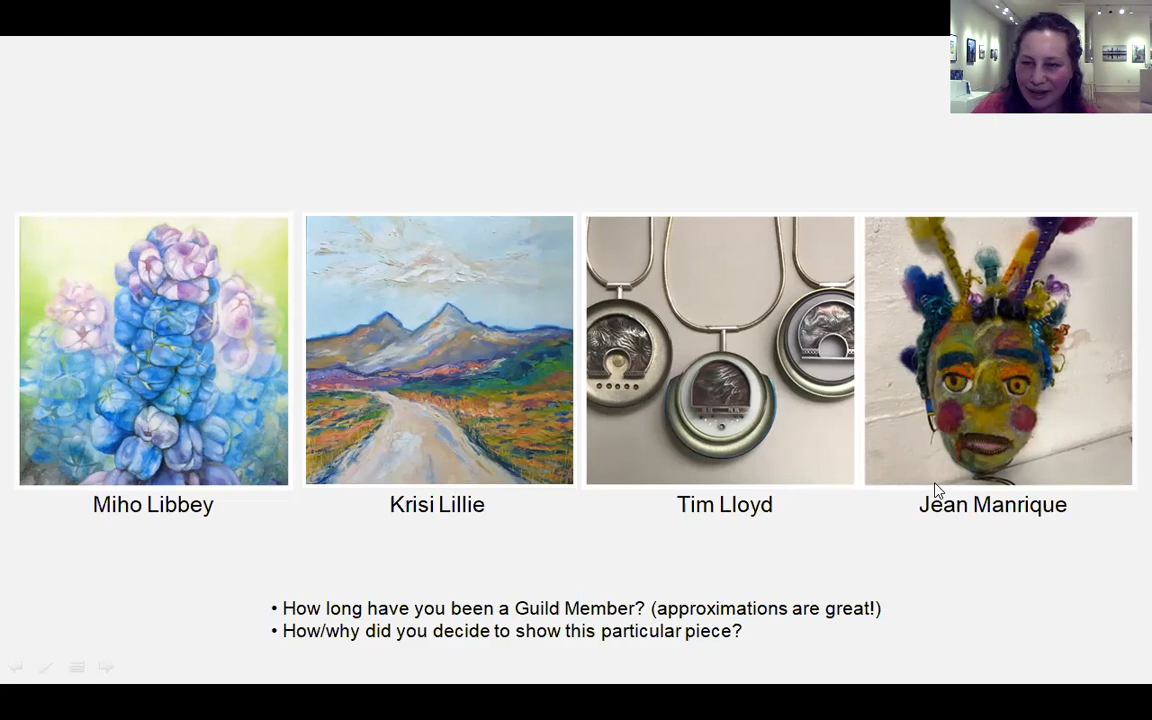 Miho Libbey
Krisi Lillie
Tim Lloyd
Jean Manrique
• How long have you been a Guild Member? (approximations are great!)
• How/why did you decide to show this particular piece?